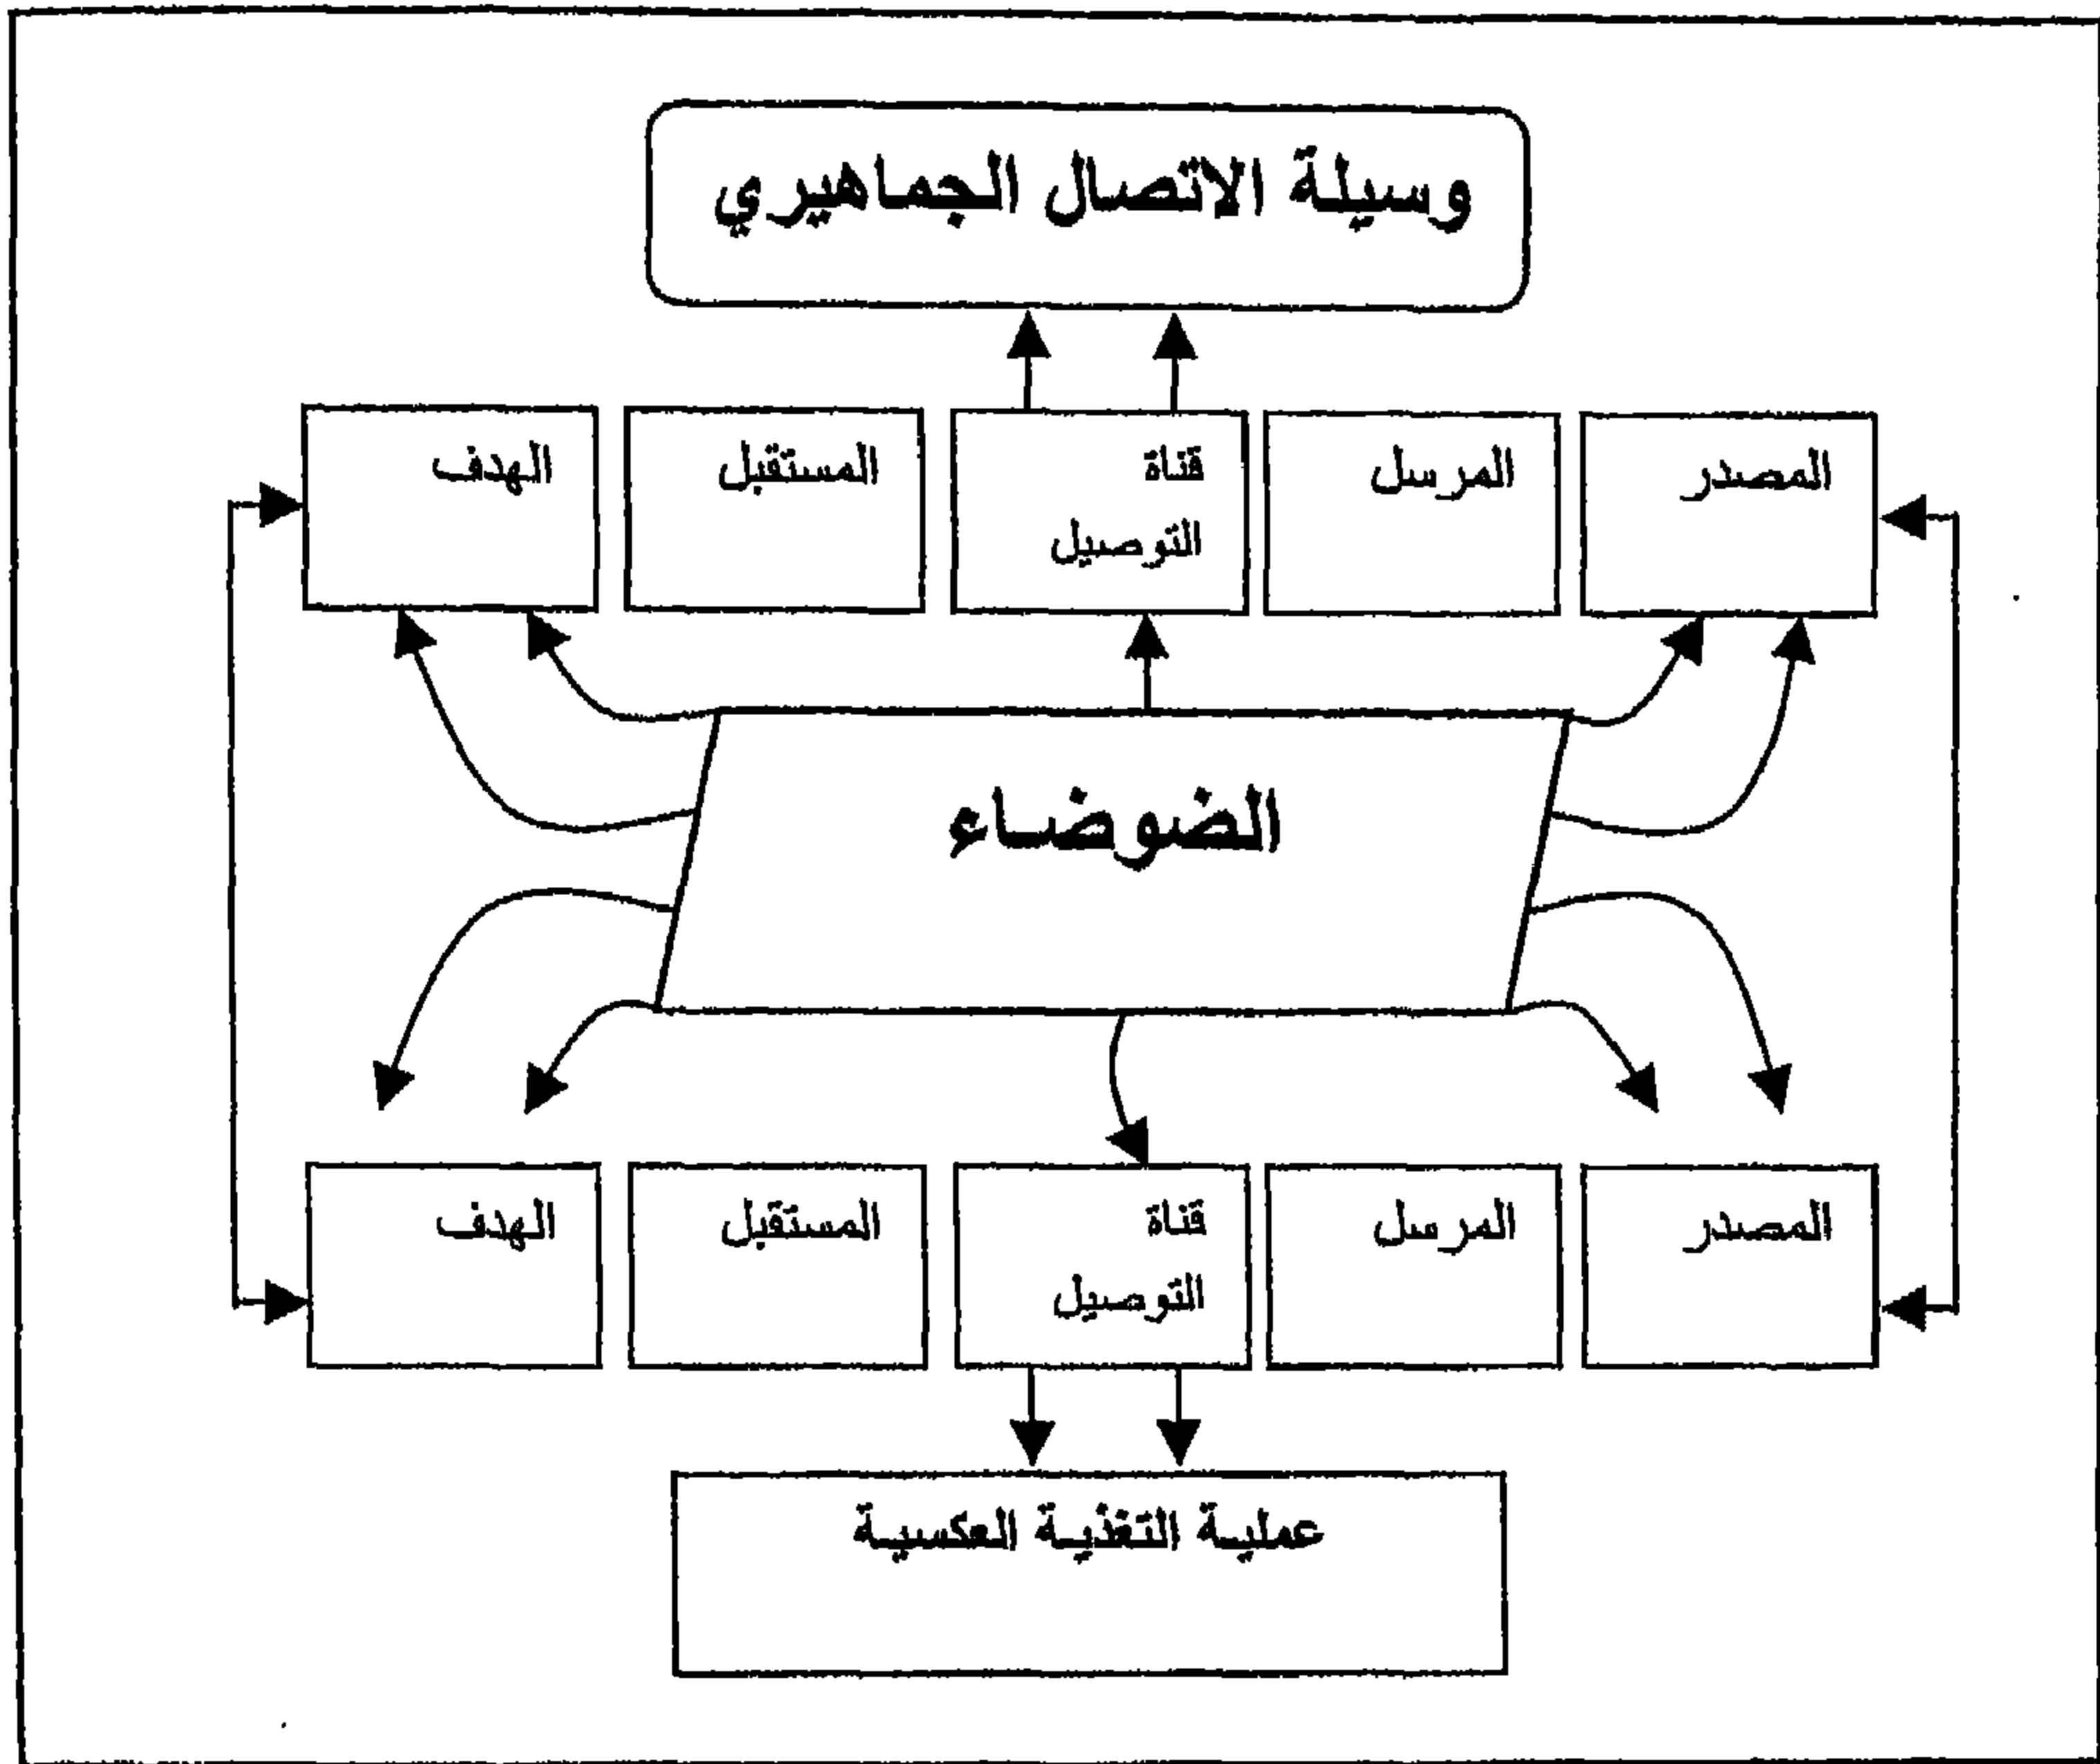 وسيلة الاتصال الجماهيري
المصدر
المرسل
قناة
التوصيل
المستقبل
الهدف
الضوضاء
المصدر
المرسل
قناة
التوصيل
المستقبل
الهدف
عملية التغذية العكسية